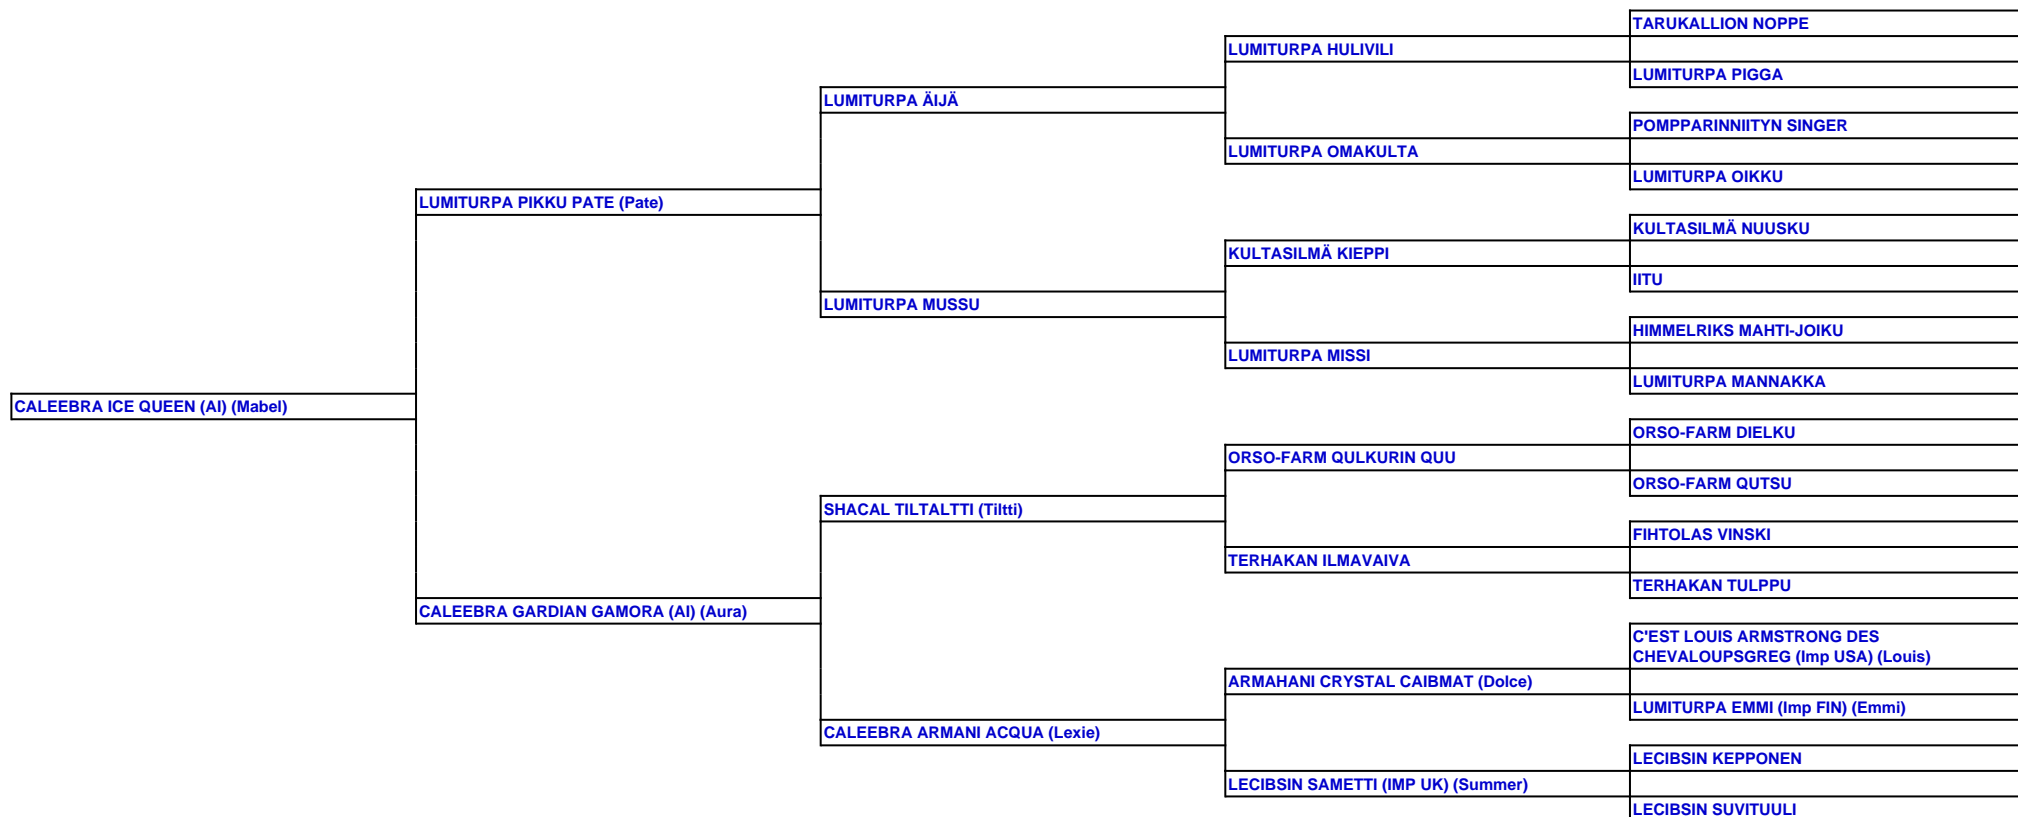 TARUKALLION NOPPE
LUMITURPA HULIVILI
LUMITURPA PIGGA
LUMITURPA ÄIJÄ
POMPPARINNIITYN SINGER
LUMITURPA OMAKULTA
LUMITURPA OIKKU
LUMITURPA PIKKU PATE (Pate)
KULTASILMÄ NUUSKU
KULTASILMÄ KIEPPI
IITU
LUMITURPA MUSSU
HIMMELRIKS MAHTI-JOIKU
LUMITURPA MISSI
LUMITURPA MANNAKKA
CALEEBRA ICE QUEEN (AI) (Mabel)
ORSO-FARM DIELKU
ORSO-FARM QULKURIN QUU
ORSO-FARM QUTSU
SHACAL TILTALTTI (Tiltti)
FIHTOLAS VINSKI
TERHAKAN ILMAVAIVA
TERHAKAN TULPPU
CALEEBRA GARDIAN GAMORA (AI) (Aura)
C'EST LOUIS ARMSTRONG DES
CHEVALOUPSGREG (Imp USA) (Louis)
ARMAHANI CRYSTAL CAIBMAT (Dolce)
LUMITURPA EMMI (Imp FIN) (Emmi)
CALEEBRA ARMANI ACQUA (Lexie)
LECIBSIN KEPPONEN
LECIBSIN SAMETTI (IMP UK) (Summer)
LECIBSIN SUVITUULI